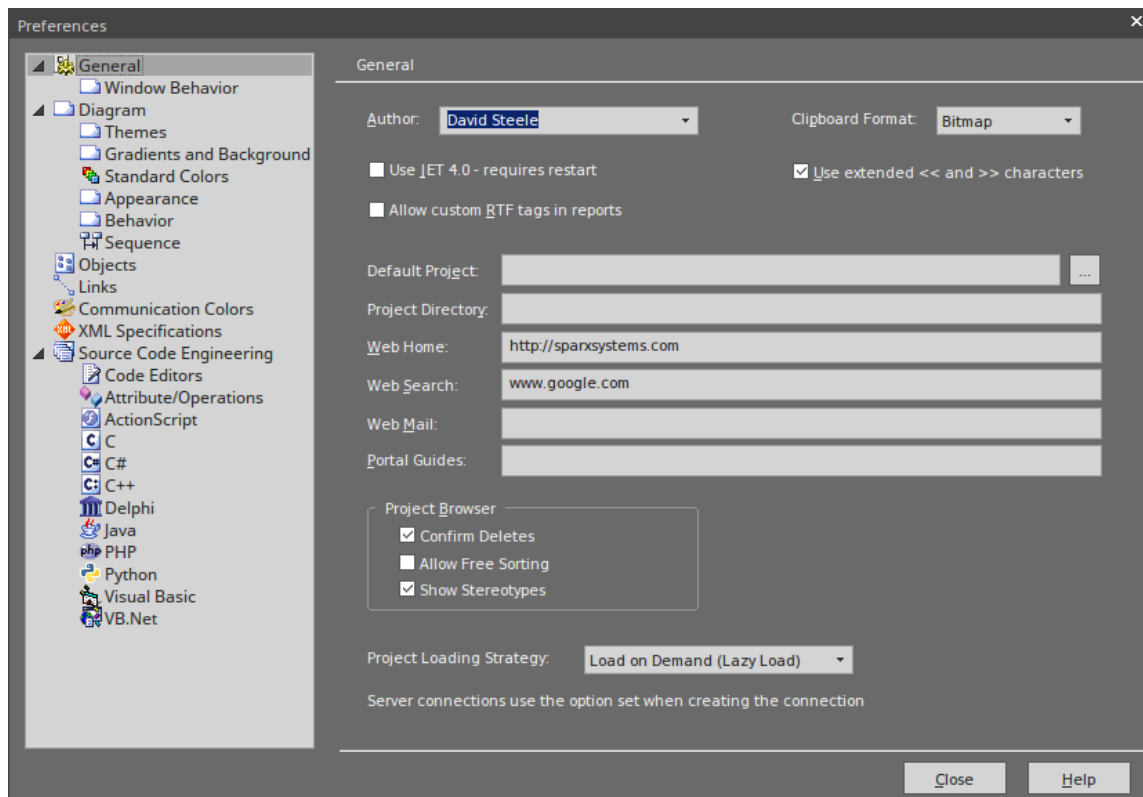 Preferences
General
Window Behavior
Diagram
Themes
Gradients and Background
Standard Colors
Appearance
Behavior
Sequence
Objects
Links
Communication Colors
XML Specifications
Source Code Engineering
Code Editors
Attribute/Operations
ActionScript
C
C#
C++
Delphi
Java
PHP
Python
Visual Basic
VB.Net
General
Author: David Steele
Clipboard Format: Bitmap
Use JET 4.0 - requires restart
Use extended << and >> characters
Allow custom RTF tags in reports
Default Project: ...
Project Directory:
Web Home: http://sparxsystems.com
Web Search: www.google.com
Web Mail:
Portal Guides:
Project Browser
Confirm Deletes
Allow Free Sorting
Show Stereotypes
Project Loading Strategy: Load on Demand (Lazy Load)
Server connections use the option set when creating the connection
Close Help